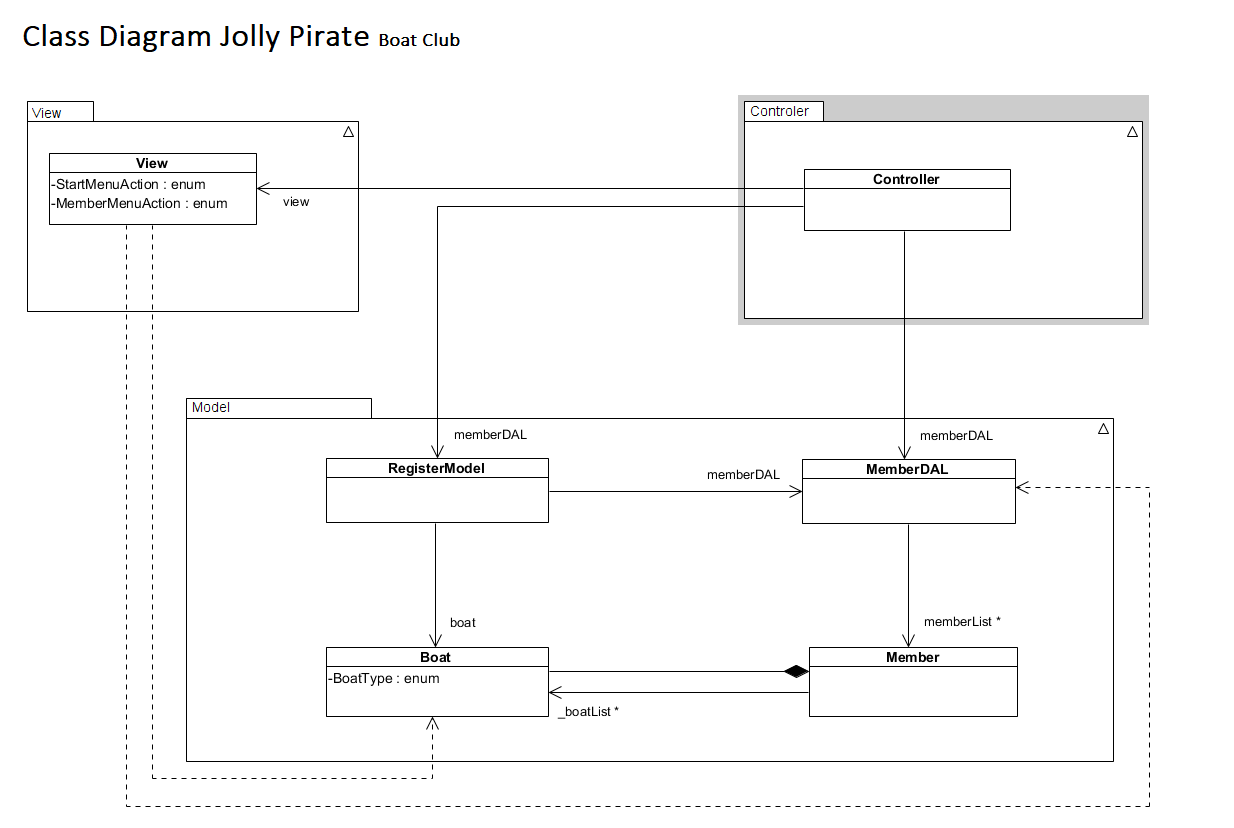 Class Diagram Jolly Pirate Boat Club
View
Controler
View
-StartMenuAction : enum
-MemberMenuAction : enum
view
Controller
Model
memberDAL
memberDAL
RegisterModel
memberDAL
MemberDAL
boat
memberList *
Boat
-BoatType : enum
Member
_boatList *